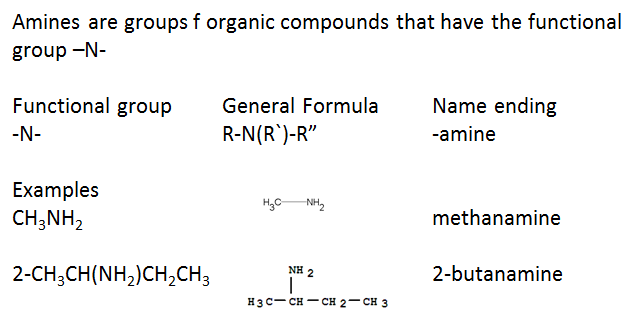 Amines are groups f organic compounds that have the functional
group –N-
Functional group General Formula Name ending
-N- R-N(R`)-R” -amine
Examples
CH₃NH₂ H₃C NH₂ methanamine
2-CH₃CH(NH₂)CH₂CH₃ NH 2 2-butanamine
H 3 C — CH — CH 2 — CH 3